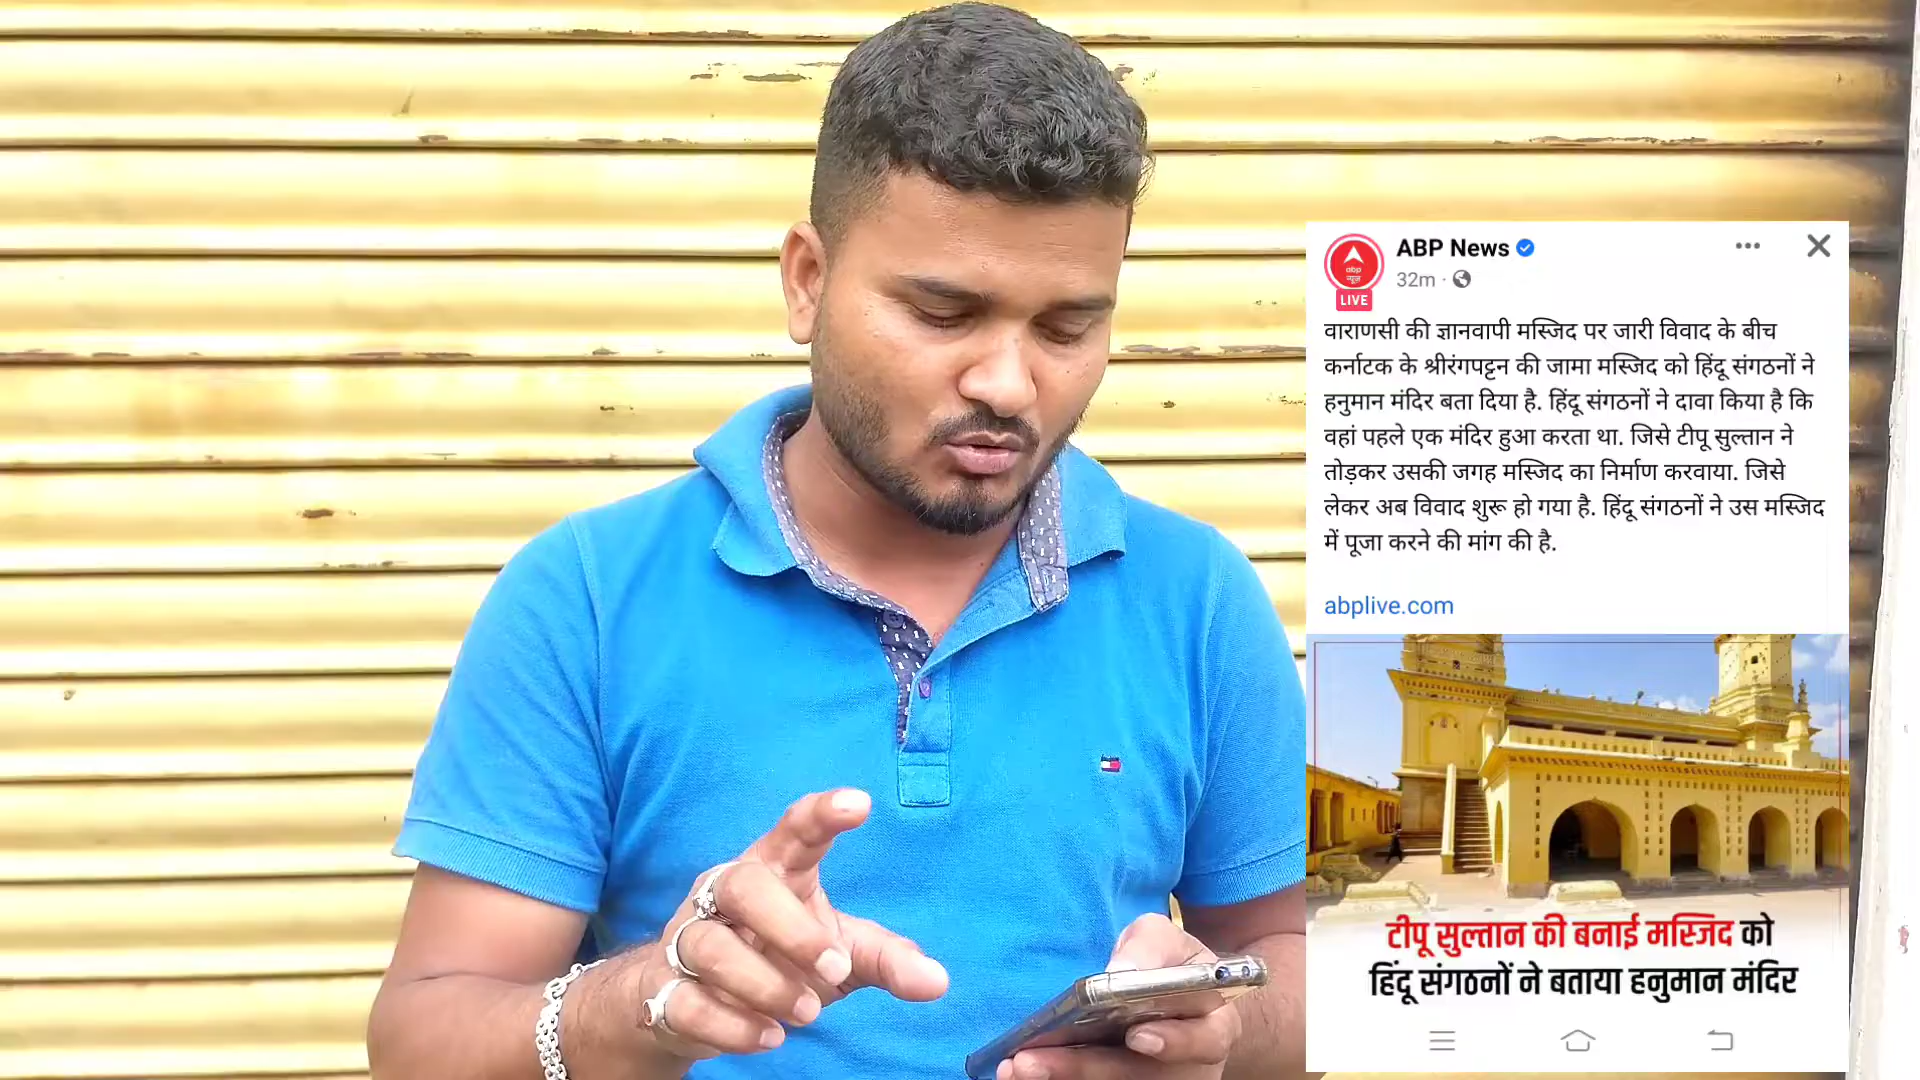 ABP News
32m
abp
न्यूज़
LIVE
वाराणसी की ज्ञानवापी मस्जिद पर जारी विवाद के बीच
कर्नाटक के श्रीरंगपट्टन की जामा मस्जिद को हिंदू संगठनों ने
हनुमान मंदिर बता दिया है. हिंदू संगठनों ने दावा किया है कि
वहां पहले एक मंदिर हुआ करता था. जिसे टीपू सुल्तान ने
तोड़कर उसकी जगह मस्जिद का निर्माण करवाया. जिसे
लेकर अब विवाद शुरू हो गया है. हिंदू संगठनों ने उस मस्जिद
में पूजा करने की मांग की है.
abplive.com
टीपू सुल्तान की बनाई मस्जिद को
हिंदू संगठनों ने बताया हनुमान मंदिर